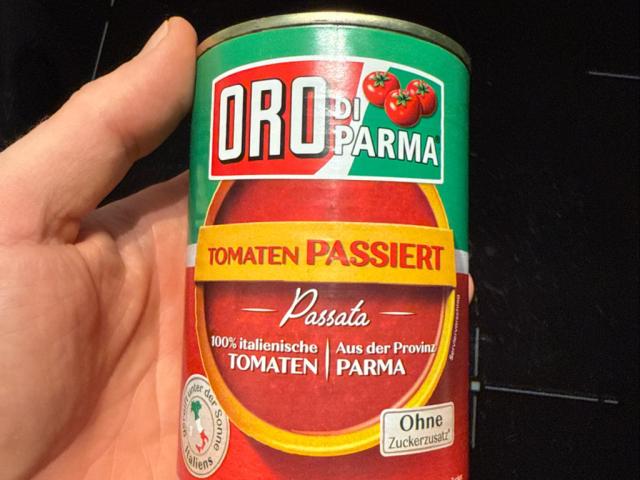 ORO
DI
PARMA
TOMATEN PASSIERT
Passata
100% italienische
TOMATEN
Aus der Provinz
PARMA
unter der Sonne
Italiens
Ohne
Zuckerzusatz*
Serviervorschlag